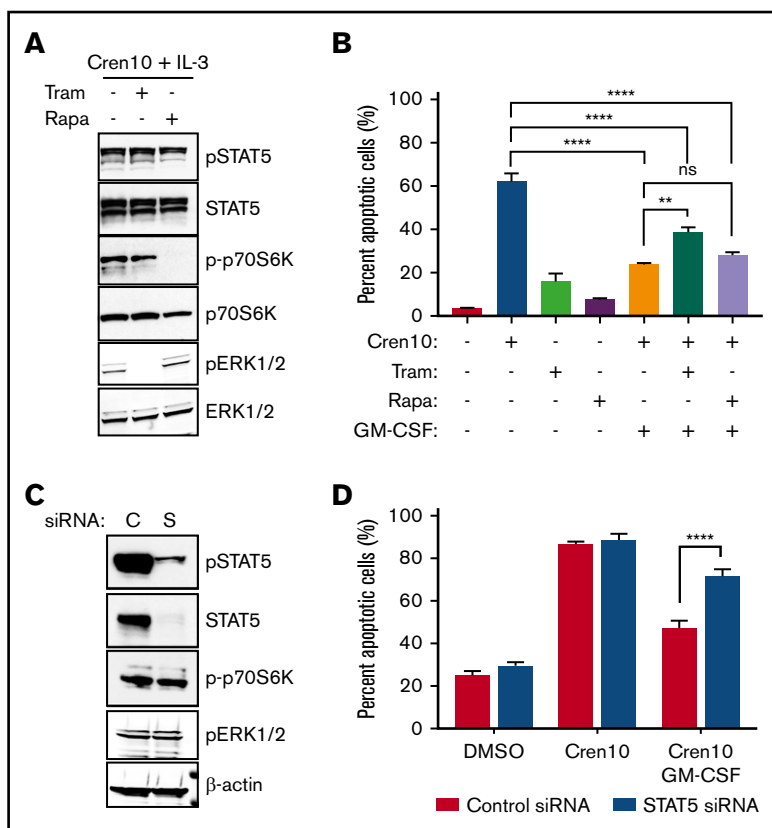 A
Cren10 + IL-3
Tram - + -
Rapa - - +
pSTAT5
STAT5
p-p70S6K
p70S6K
pERK1/2
ERK1/2
B
Percent apoptotic cells (%)
100
80
60
40
20
0
****
****
****
ns
**
Cren10: - + - - + + +
Tram: - - + - - + -
Rapa: - - - + - - +
GM-CSF: - - - - + + +
C
siRNA: C S
pSTAT5
STAT5
p-p70S6K
pERK1/2
β-actin
D
Percent apoptotic cells (%)
100
80
60
40
20
0
****
DMSO
Cren10
Cren10
GM-CSF
Control siRNA
STAT5 siRNA